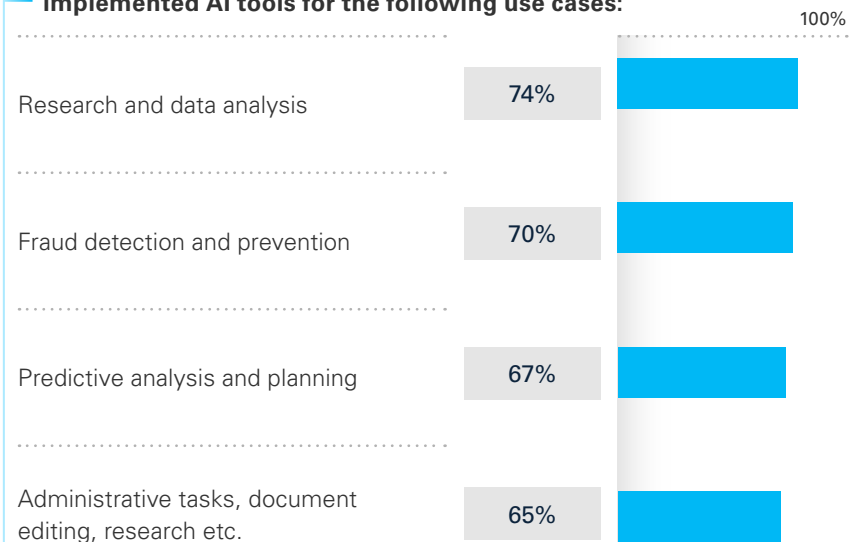 Implemented AI tools for the following use cases:
100%
Research and data analysis
74%
Fraud detection and prevention
70%
Predictive analysis and planning
67%
Administrative tasks, document
editing, research etc.
65%